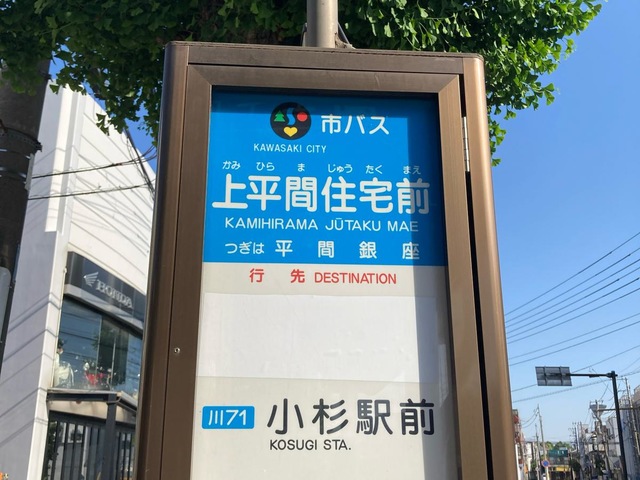 市バス
KAWASAKI CITY
かみ ひら ま じゅう たく まえ
上平間住宅前
KAMIHIRAMA JŪTAKU MAE
つぎは 平間銀座
行先 DESTINATION
川71 小杉駅前
KOSUGI STA.
HONDA